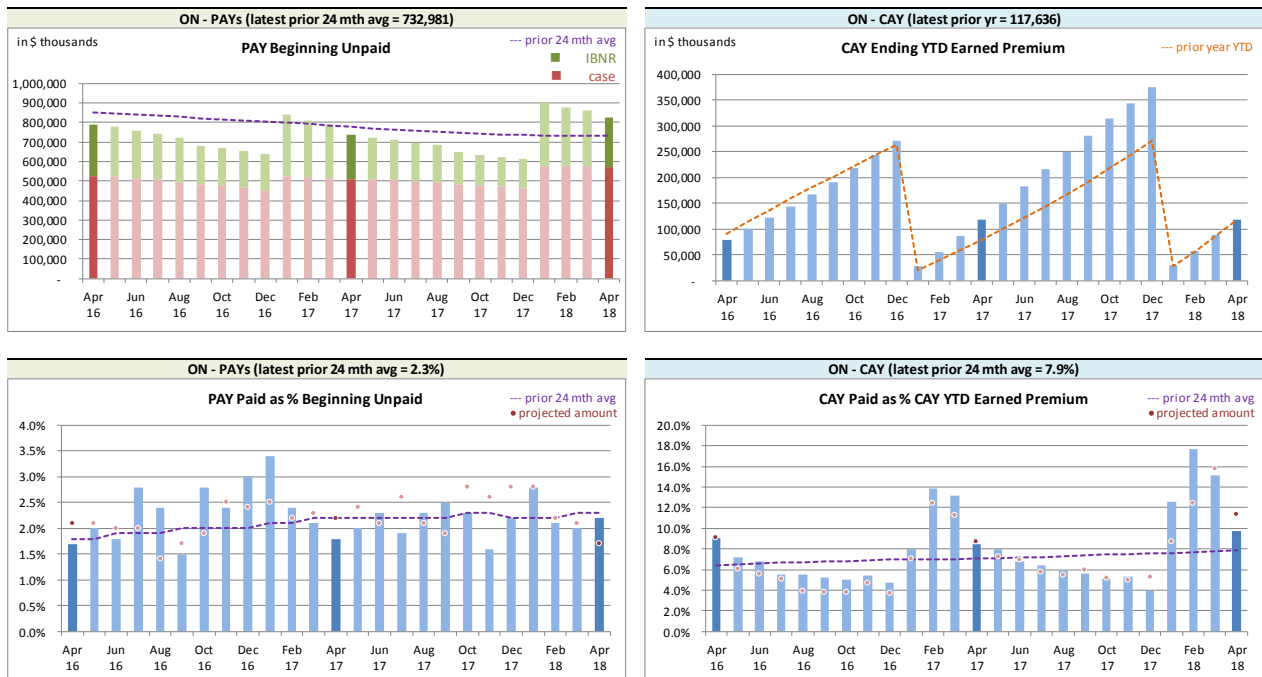 ON - PAYs (latest prior 24 mth avg = 732,981)
in $ thousands
PAY Beginning Unpaid
--- prior 24 mth avg
IBNR
case
1,000,000
900,000
800,000
700,000
600,000
500,000
400,000
300,000
200,000
100,000
-
Apr Jun Aug Oct Dec Feb Apr Jun Aug Oct Dec Feb Apr
16 16 16 16 16 17 17 17 17 17 17 18 18
ON - CAY (latest prior yr = 117,636)
in $ thousands
CAY Ending YTD Earned Premium
--- prior year YTD
400,000
350,000
300,000
250,000
200,000
150,000
100,000
50,000
-
Apr Jun Aug Oct Dec Feb Apr Jun Aug Oct Dec Feb Apr
16 16 16 16 16 17 17 17 17 17 17 18 18
ON - PAYs (latest prior 24 mth avg = 2.3%)
PAY Paid as % Beginning Unpaid
--- prior 24 mth avg
projected amount
4.0%
3.5%
3.0%
2.5%
2.0%
1.5%
1.0%
0.5%
0.0%
Apr Jun Aug Oct Dec Feb Apr Jun Aug Oct Dec Feb Apr
16 16 16 16 16 17 17 17 17 17 17 18 18
ON - CAY (latest prior 24 mth avg = 7.9%)
CAY Paid as % CAY YTD Earned Premium
--- prior 24 mth avg
projected amount
20.0%
18.0%
16.0%
14.0%
12.0%
10.0%
8.0%
6.0%
4.0%
2.0%
0.0%
Apr Jun Aug Oct Dec Feb Apr Jun Aug Oct Dec Feb Apr
16 16 16 16 16 17 17 17 17 17 17 18 18